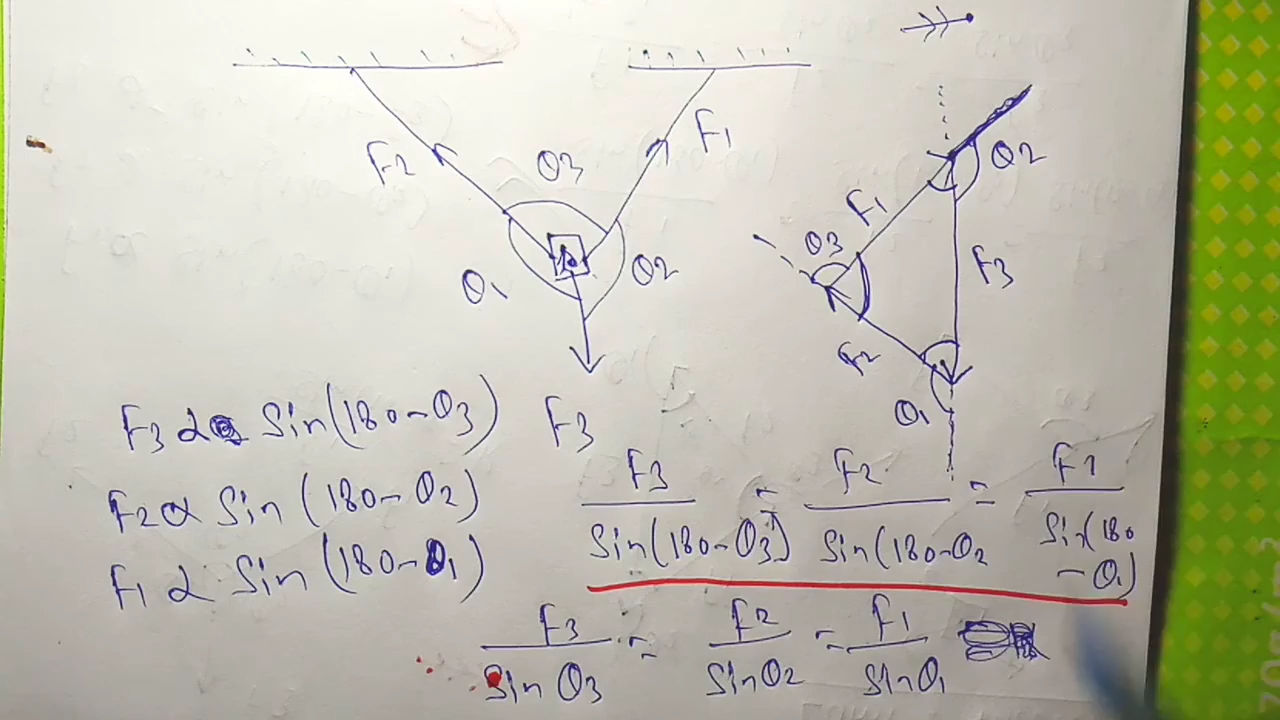 F2 θ3 F1
θ1 θ2
F3
θ2
F1
θ3
F3
F2
θ1
F3 α Sin(180-θ3)
F2 α Sin(180-θ2)
F1 α Sin(180-θ1)
F3/Sin(180-θ3) = F2/Sin(180-θ2 = F1/Sin(180-θ1)
F3/Sin θ3 = F2/Sin θ2 = F1/Sin θ1